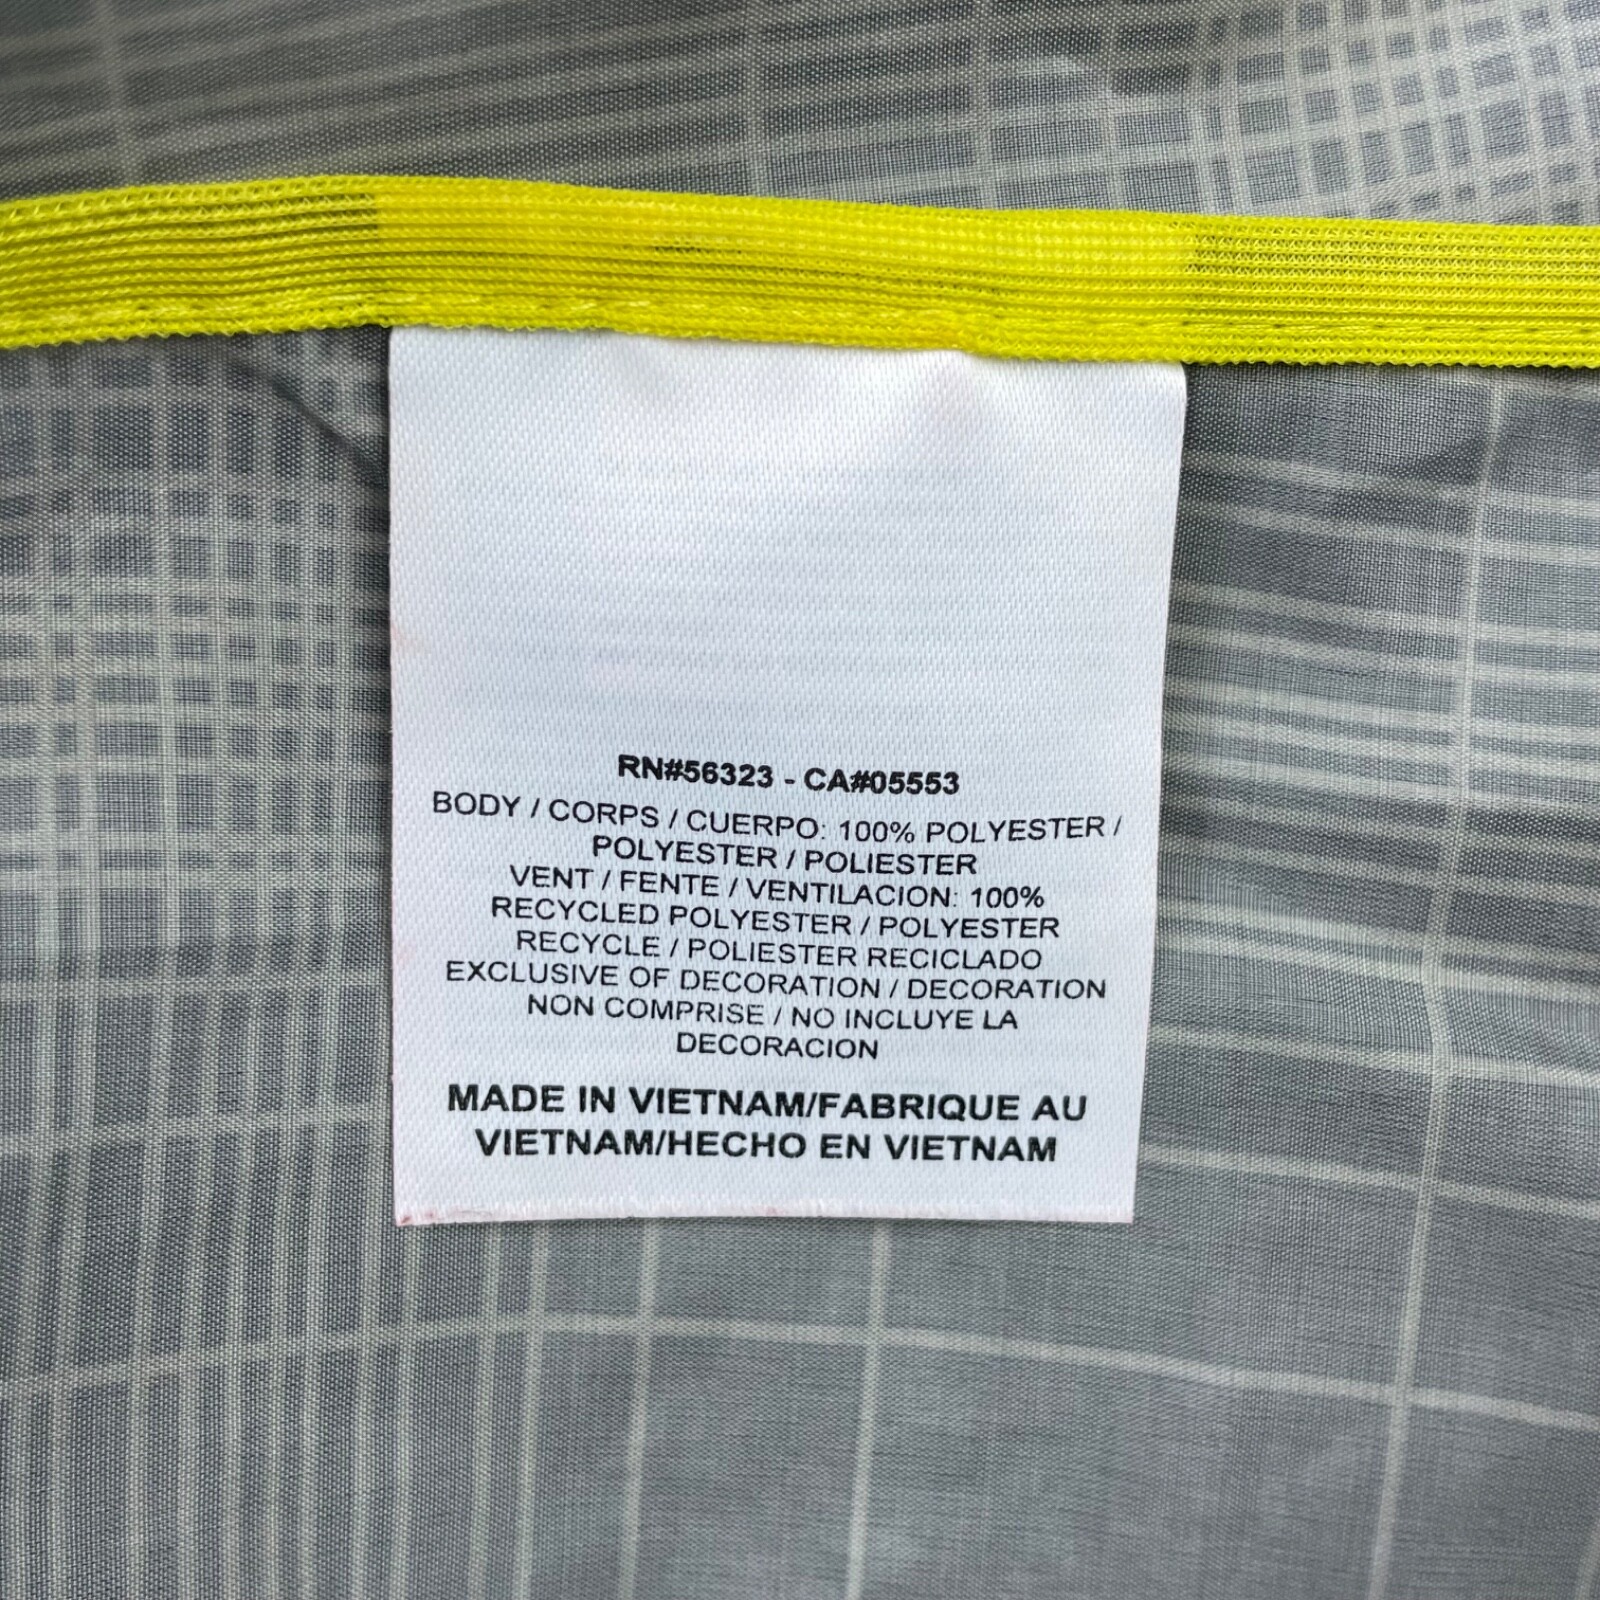 RN#56323 - CA#05553
BODY / CORPS / CUERPO: 100% POLYESTER /
POLYESTER / POLIESTER
VENT / FENTE / VENTILACION: 100%
RECYCLED POLYESTER / POLYESTER
RECYCLE / POLIESTER RECICLADO
EXCLUSIVE OF DECORATION / DECORATION
NON COMPRISE / NO INCLUYE LA
DECORACION
MADE IN VIETNAM/FABRIQUE AU
VIETNAM/HECHO EN VIETNAM